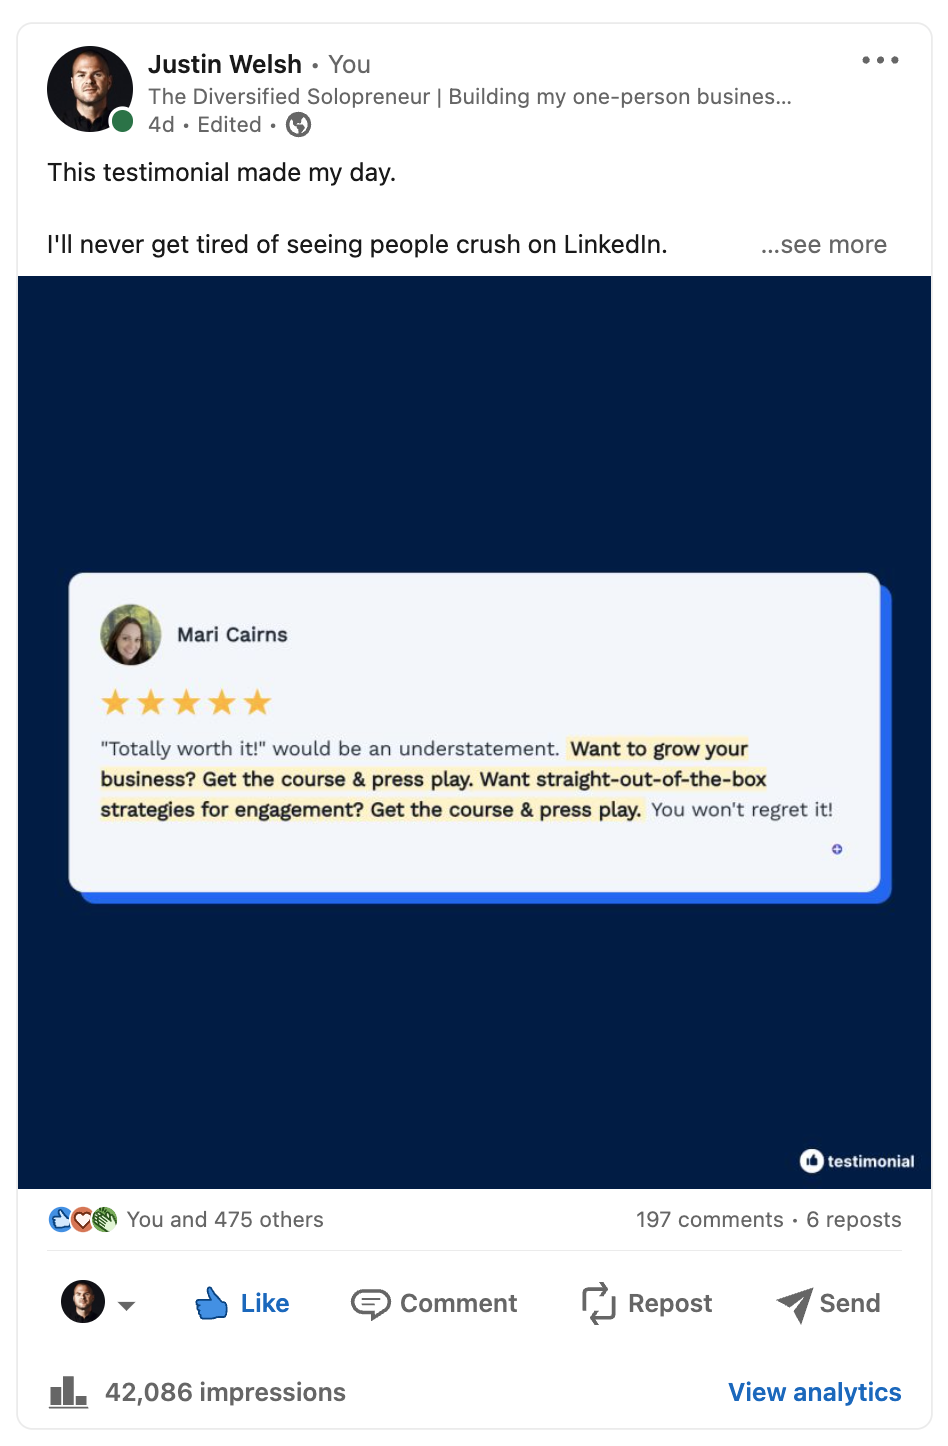 Justin Welsh • You
The Diversified Solopreneur | Building my one-person busines...
4d • Edited •
This testimonial made my day.
I'll never get tired of seeing people crush on LinkedIn. ...see more
Mari Cairns
"Totally worth it!" would be an understatement. Want to grow your
business? Get the course & press play. Want straight-out-of-the-box
strategies for engagement? Get the course & press play. You won't regret it!
testimonial
You and 475 others 197 comments • 6 reposts
Like Comment Repost Send
42,086 impressions View analytics